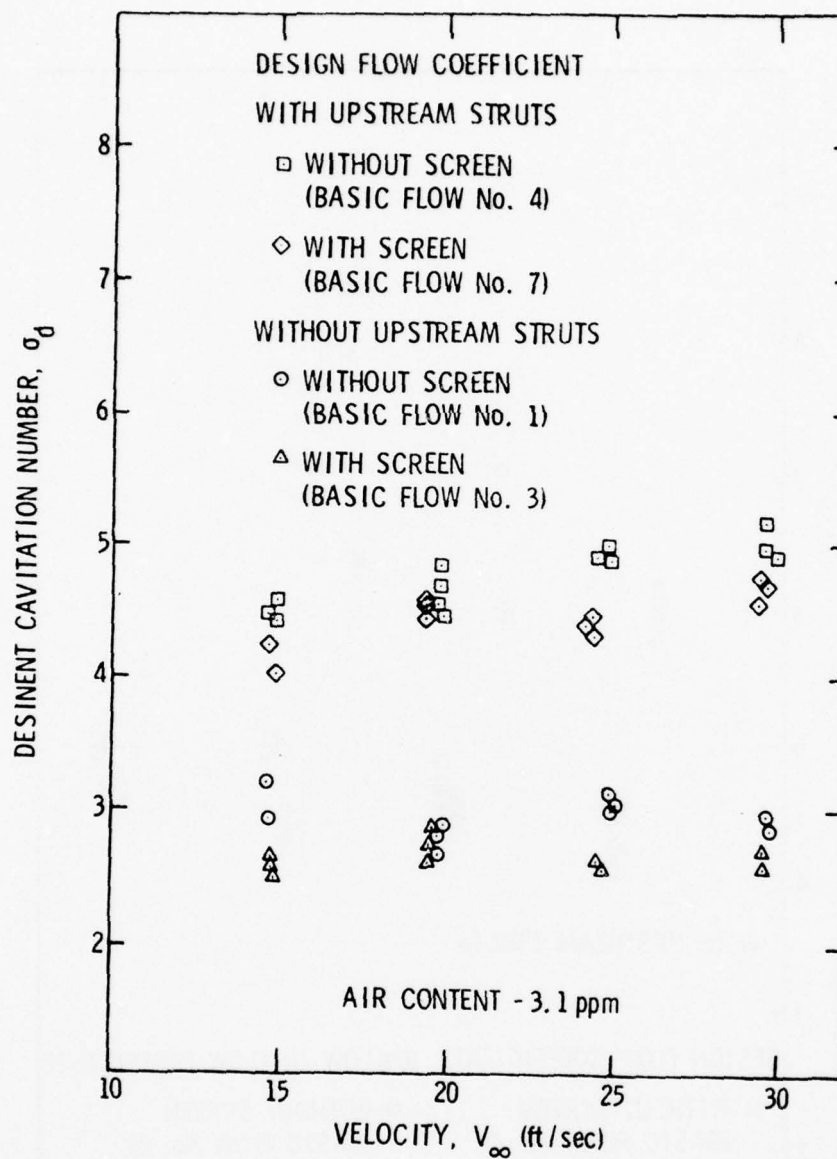 DESIGN FLOW COEFFICIENT
WITH UPSTREAM STRUTS
WITHOUT SCREEN
(BASIC FLOW No. 4)
WITH SCREEN
(BASIC FLOW No. 7)
WITHOUT UPSTREAM STRUTS
WITHOUT SCREEN
(BASIC FLOW No. 1)
WITH SCREEN
(BASIC FLOW No. 3)
8
7
6
5
4
3
2
DESINENT CAVITATION NUMBER, σd
AIR CONTENT - 3.1 ppm
10 15 20 25 30
VELOCITY, V∞ (ft/sec)